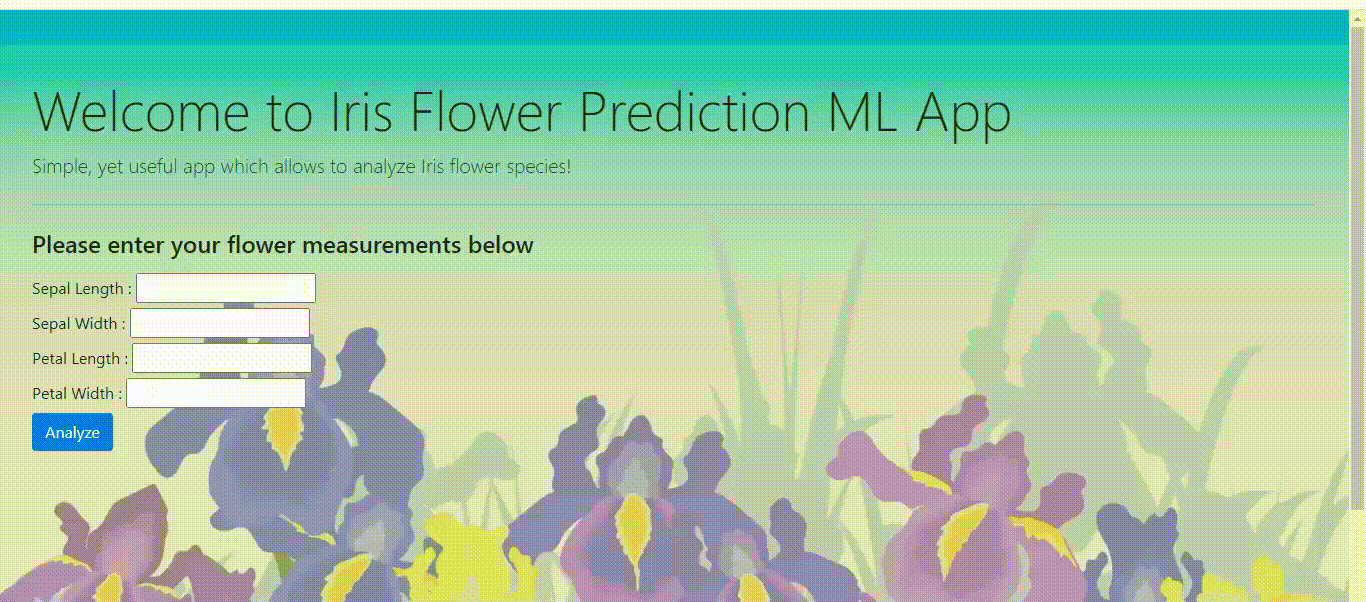 Welcome to Iris Flower Prediction ML App
Simple, yet useful app which allows to analyze Iris flower species!
Please enter your flower measurements below
Sepal Length :
Sepal Width :
Petal Length :
Petal Width :
Analyze